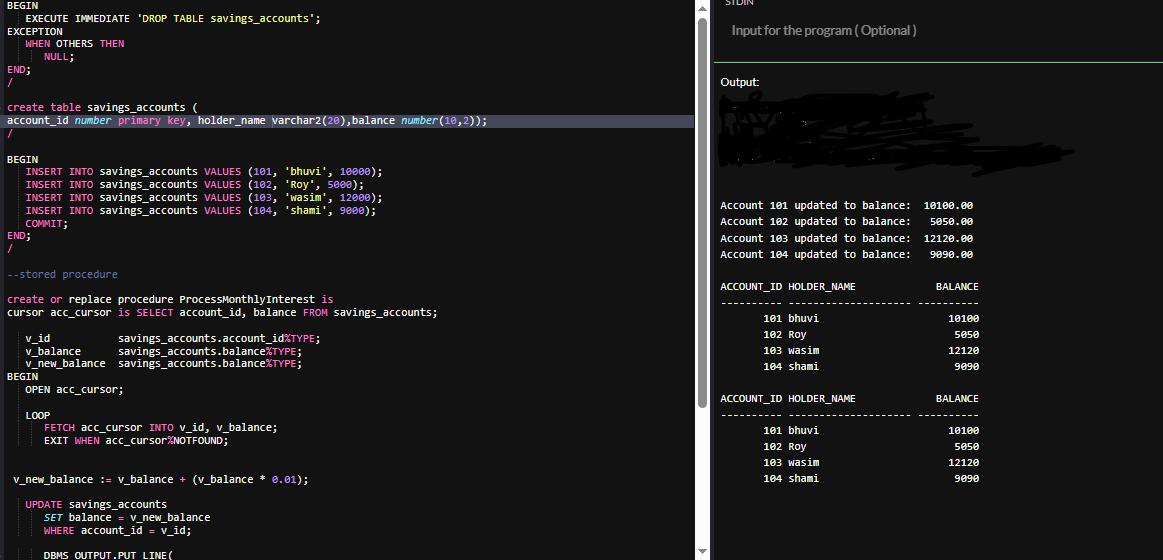 BEGIN
EXECUTE IMMEDIATE 'DROP TABLE savings_accounts';
EXCEPTION
WHEN OTHERS THEN
NULL;
END;
/
create table savings_accounts (
account_id number primary key, holder_name varchar2(20),balance number(10,2));
/
BEGIN
INSERT INTO savings_accounts VALUES (101, 'bhuvi', 10000);
INSERT INTO savings_accounts VALUES (102, 'Roy', 5000);
INSERT INTO savings_accounts VALUES (103, 'wasim', 12000);
INSERT INTO savings_accounts VALUES (104, 'shami', 9000);
COMMIT;
END;
/
--stored procedure
create or replace procedure ProcessMonthlyInterest is
cursor acc_cursor is SELECT account_id, balance FROM savings_accounts;
v_id savings_accounts.account_id%TYPE;
v_balance savings_accounts.balance%TYPE;
v_new_balance savings_accounts.balance%TYPE;
BEGIN
OPEN acc_cursor;
LOOP
FETCH acc_cursor INTO v_id, v_balance;
EXIT WHEN acc_cursor%NOTFOUND;
v_new_balance := v_balance + (v_balance * 0.01);
UPDATE savings_accounts
SET balance = v_new_balance
WHERE account_id = v_id;
DBMS_OUTPUT.PUT_LINE(
STDIN
Input for the program ( Optional )
Output:
Account 101 updated to balance: 10100.00
Account 102 updated to balance: 5050.00
Account 103 updated to balance: 12120.00
Account 104 updated to balance: 9090.00
ACCOUNT_ID HOLDER_NAME BALANCE
---------- -------------------- ----------
101 bhuvi 10100
102 Roy 5050
103 wasim 12120
104 shami 9090
ACCOUNT_ID HOLDER_NAME BALANCE
---------- -------------------- ----------
101 bhuvi 10100
102 Roy 5050
103 wasim 12120
104 shami 9090